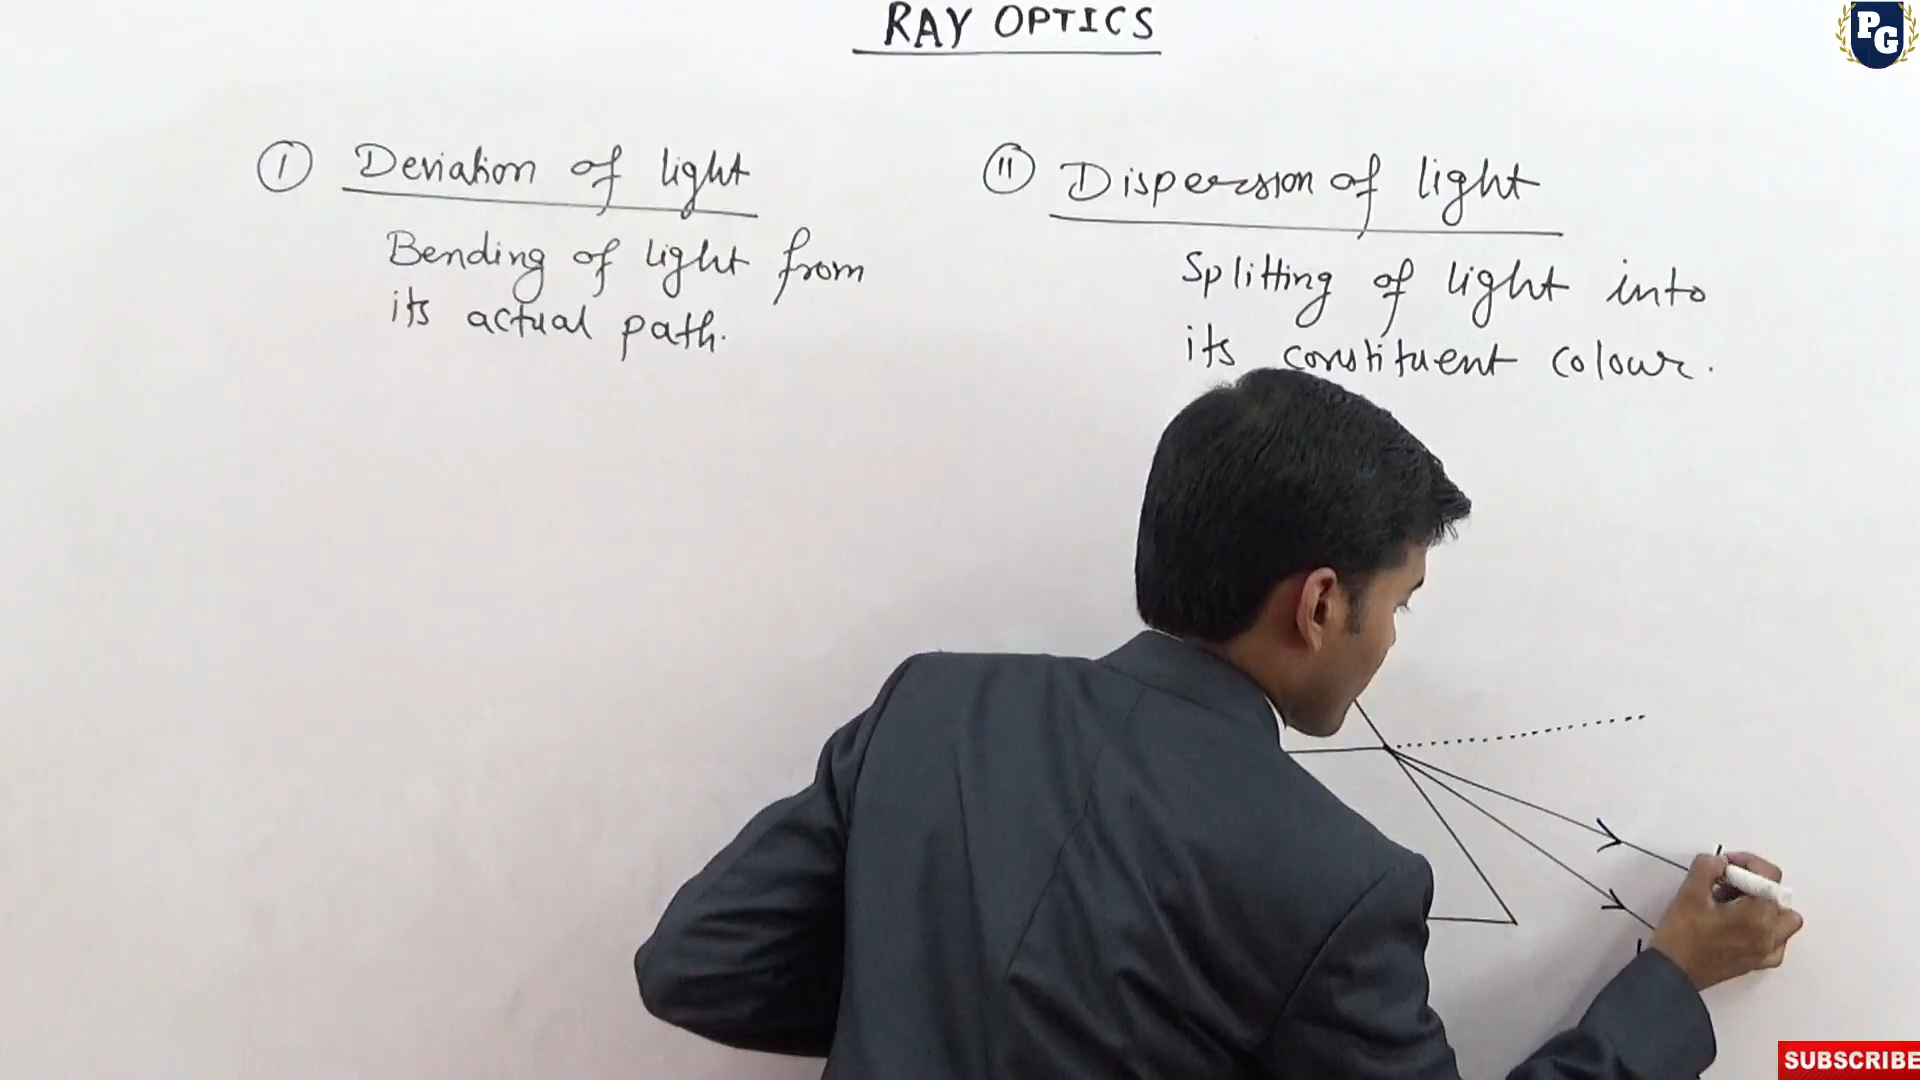 RAY OPTICS
PG
I Deviation of light
Bending of light from
its actual path.
II Dispersion of light
Splitting of light into
its constituent colour.
SUBSCRIBE